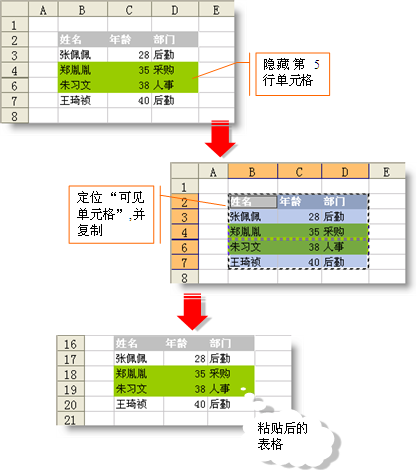 A B C D E
1
2 姓名 年龄 部门
3 张佩佩 28 后勤
4 郑胤胤 35 采购
6 朱习文 38 人事
7 王琦祯 40 后勤
8
隐藏 第 5
行单元格
A B C D E
1
2 姓名 年龄 部门
3 张佩佩 28 后勤
4 郑胤胤 35 采购
6 朱习文 38 人事
7 王琦祯 40 后勤
8
定位“可见
单元格”,并
复制
16 姓名 年龄 部门
17 张佩佩 28 后勤
18 郑胤胤 35 采购
19 朱习文 38 人事
20 王琦祯 40 后勤
21
粘贴后的
表格